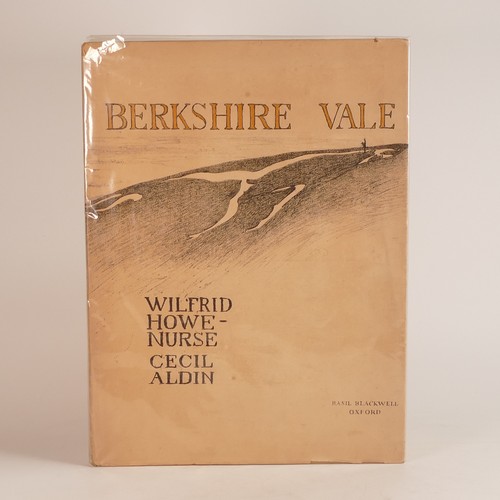 BERKSHIRE VALE
WILFRID
HOWE-
NURSE
CECIL
ALDIN
BASIL BLACKWELL
OXFORD